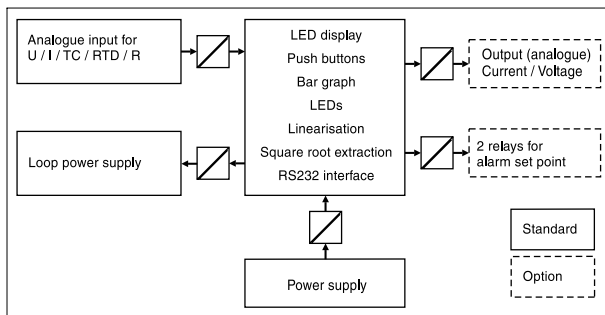 Analogue input for
U / I / TC / RTD / R
Loop power supply
LED display
Push buttons
Bar graph
LEDs
Linearisation
Square root extraction
RS232 interface
Power supply
Output (analogue)
Current / Voltage
2 relays for
alarm set point
Standard
Option